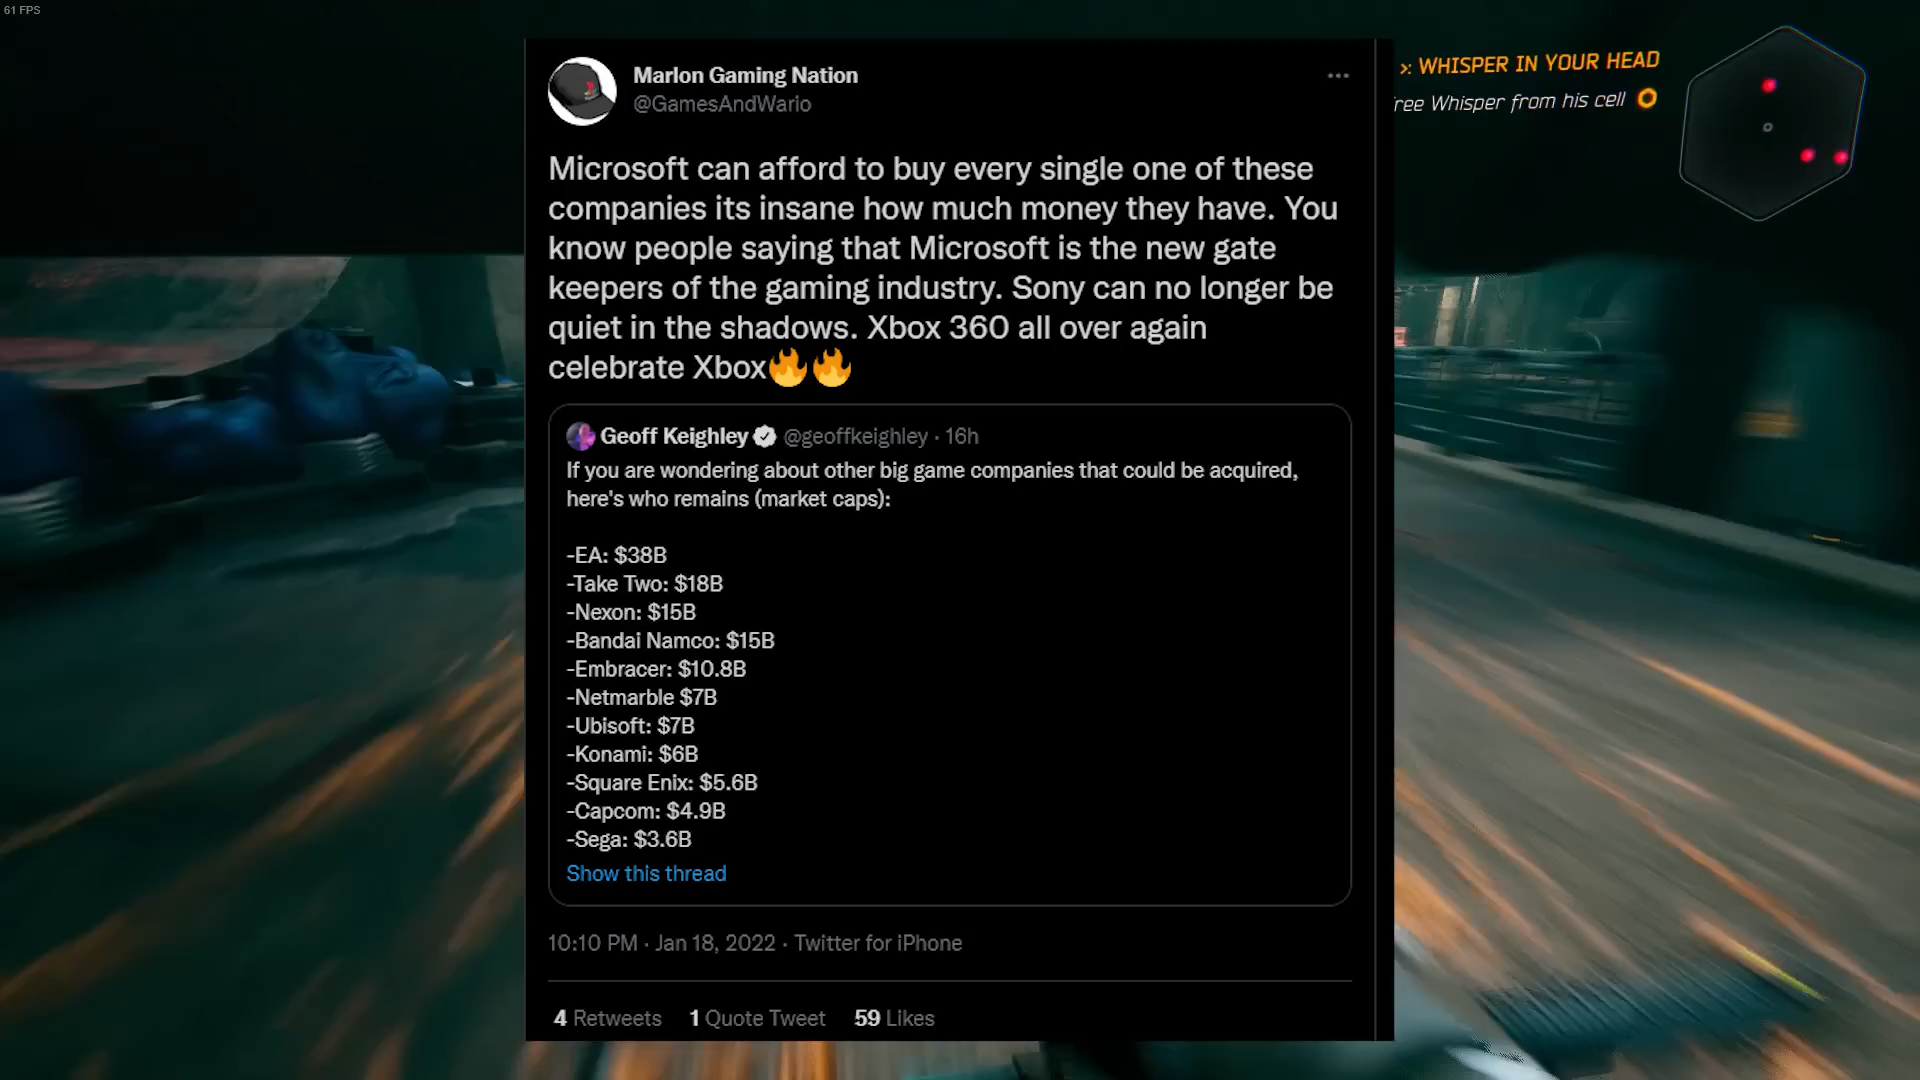 61 FPS
Marlon Gaming Nation
@GamesAndWario
Microsoft can afford to buy every single one of these
companies its insane how much money they have. You
know people saying that Microsoft is the new gate
keepers of the gaming industry. Sony can no longer be
quiet in the shadows. Xbox 360 all over again
celebrate Xbox🔥🔥
Geoff Keighley @geoffkeighley · 16h
If you are wondering about other big game companies that could be acquired,
here's who remains (market caps):
-EA: $38B
-Take Two: $18B
-Nexon: $15B
-Bandai Namco: $15B
-Embracer: $10.8B
-Netmarble $7B
-Ubisoft: $7B
-Konami: $6B
-Square Enix: $5.6B
-Capcom: $4.9B
-Sega: $3.6B
Show this thread
10:10 PM · Jan 18, 2022 · Twitter for iPhone
4 Retweets 1 Quote Tweet 59 Likes
>: WHISPER IN YOUR HEAD
ree Whisper from his cell